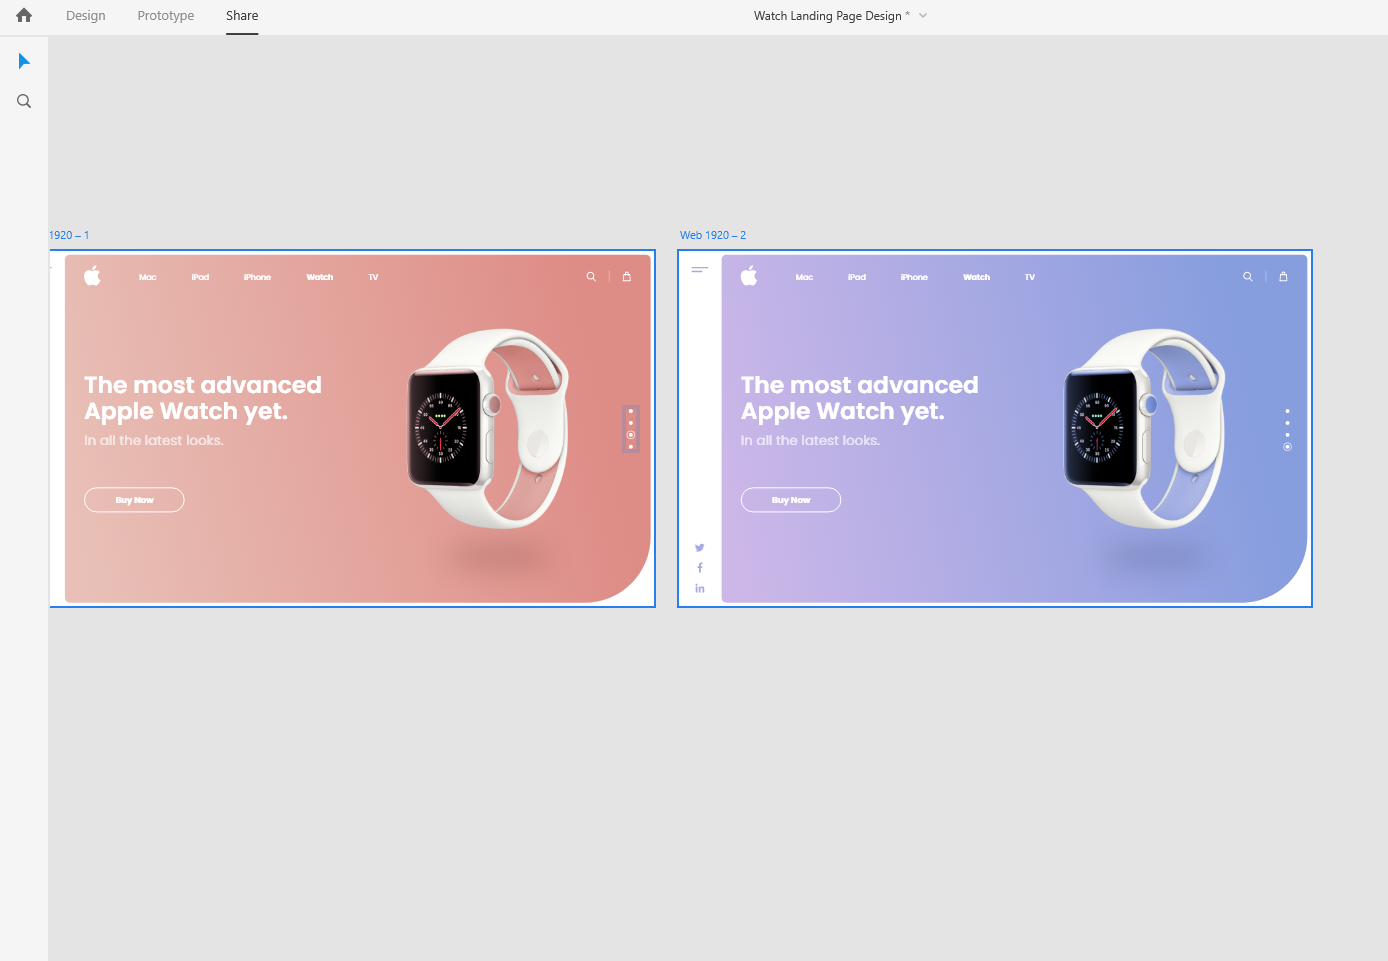 Design Prototype Share Watch Landing Page Design *
1920 – 1
Mac iPad iPhone Watch TV
The most advanced
Apple Watch yet.
In all the latest looks.
Buy Now
Web 1920 – 2
Mac iPad iPhone Watch TV
The most advanced
Apple Watch yet.
In all the latest looks.
Buy Now